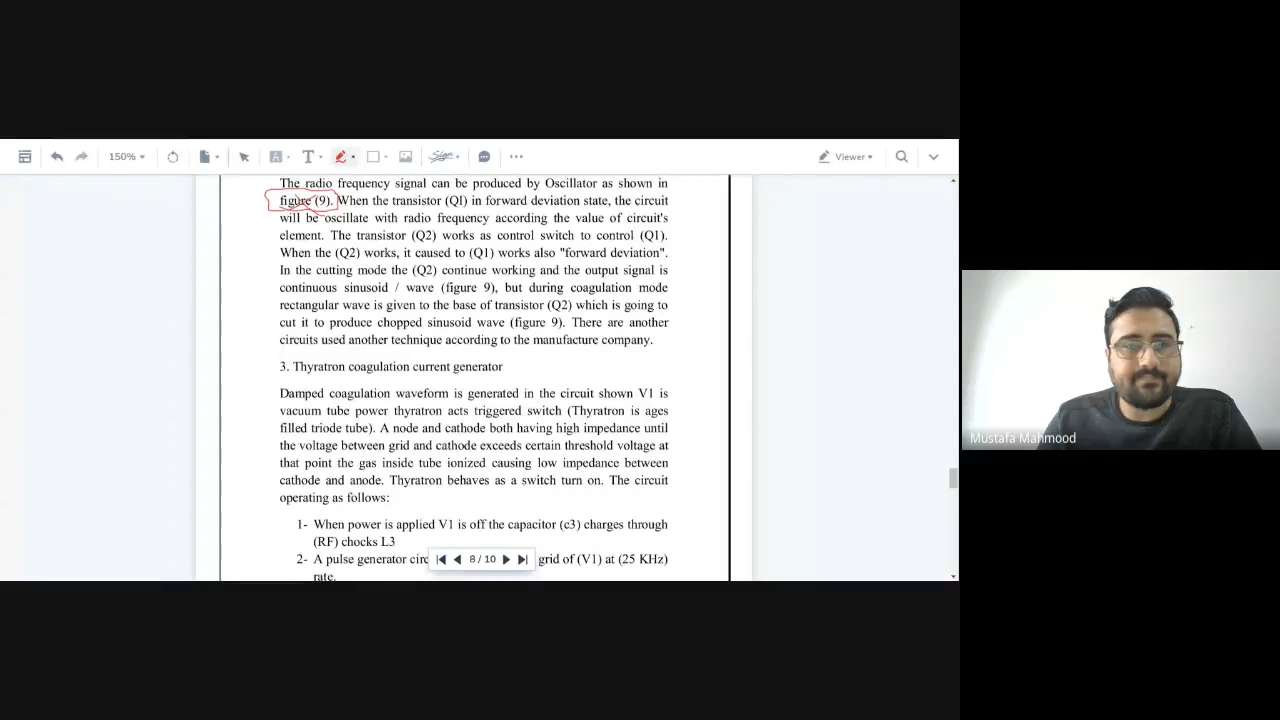 150%
T
Sign
Viewer
The radio frequency signal can be produced by Oscillator as shown in
figure (9). When the transistor (QI) in forward deviation state, the circuit
will be oscillate with radio frequency according the value of circuit's
element. The transistor (Q2) works as control switch to control (Q1).
When the (Q2) works, it caused to (Q1) works also "forward deviation".
In the cutting mode the (Q2) continue working and the output signal is
continuous sinusoid / wave (figure 9), but during coagulation mode
rectangular wave is given to the base of transistor (Q2) which is going to
cut it to produce chopped sinusoid wave (figure 9). There are another
circuits used another technique according to the manufacture company.
3. Thyratron coagulation current generator
Damped coagulation waveform is generated in the circuit shown V1 is
vacuum tube power thyratron acts triggered switch (Thyratron is ages
filled triode tube). A node and cathode both having high impedance until
the voltage between grid and cathode exceeds certain threshold voltage at
that point the gas inside tube ionized causing low impedance between
cathode and anode. Thyratron behaves as a switch turn on. The circuit
operating as follows:
1- When power is applied V1 is off the capacitor (c3) charges through
(RF) chocks L3
2- A pulse generator circ grid of (V1) at (25 KHz)
rate.
8 / 10
Mustafa Mahmood